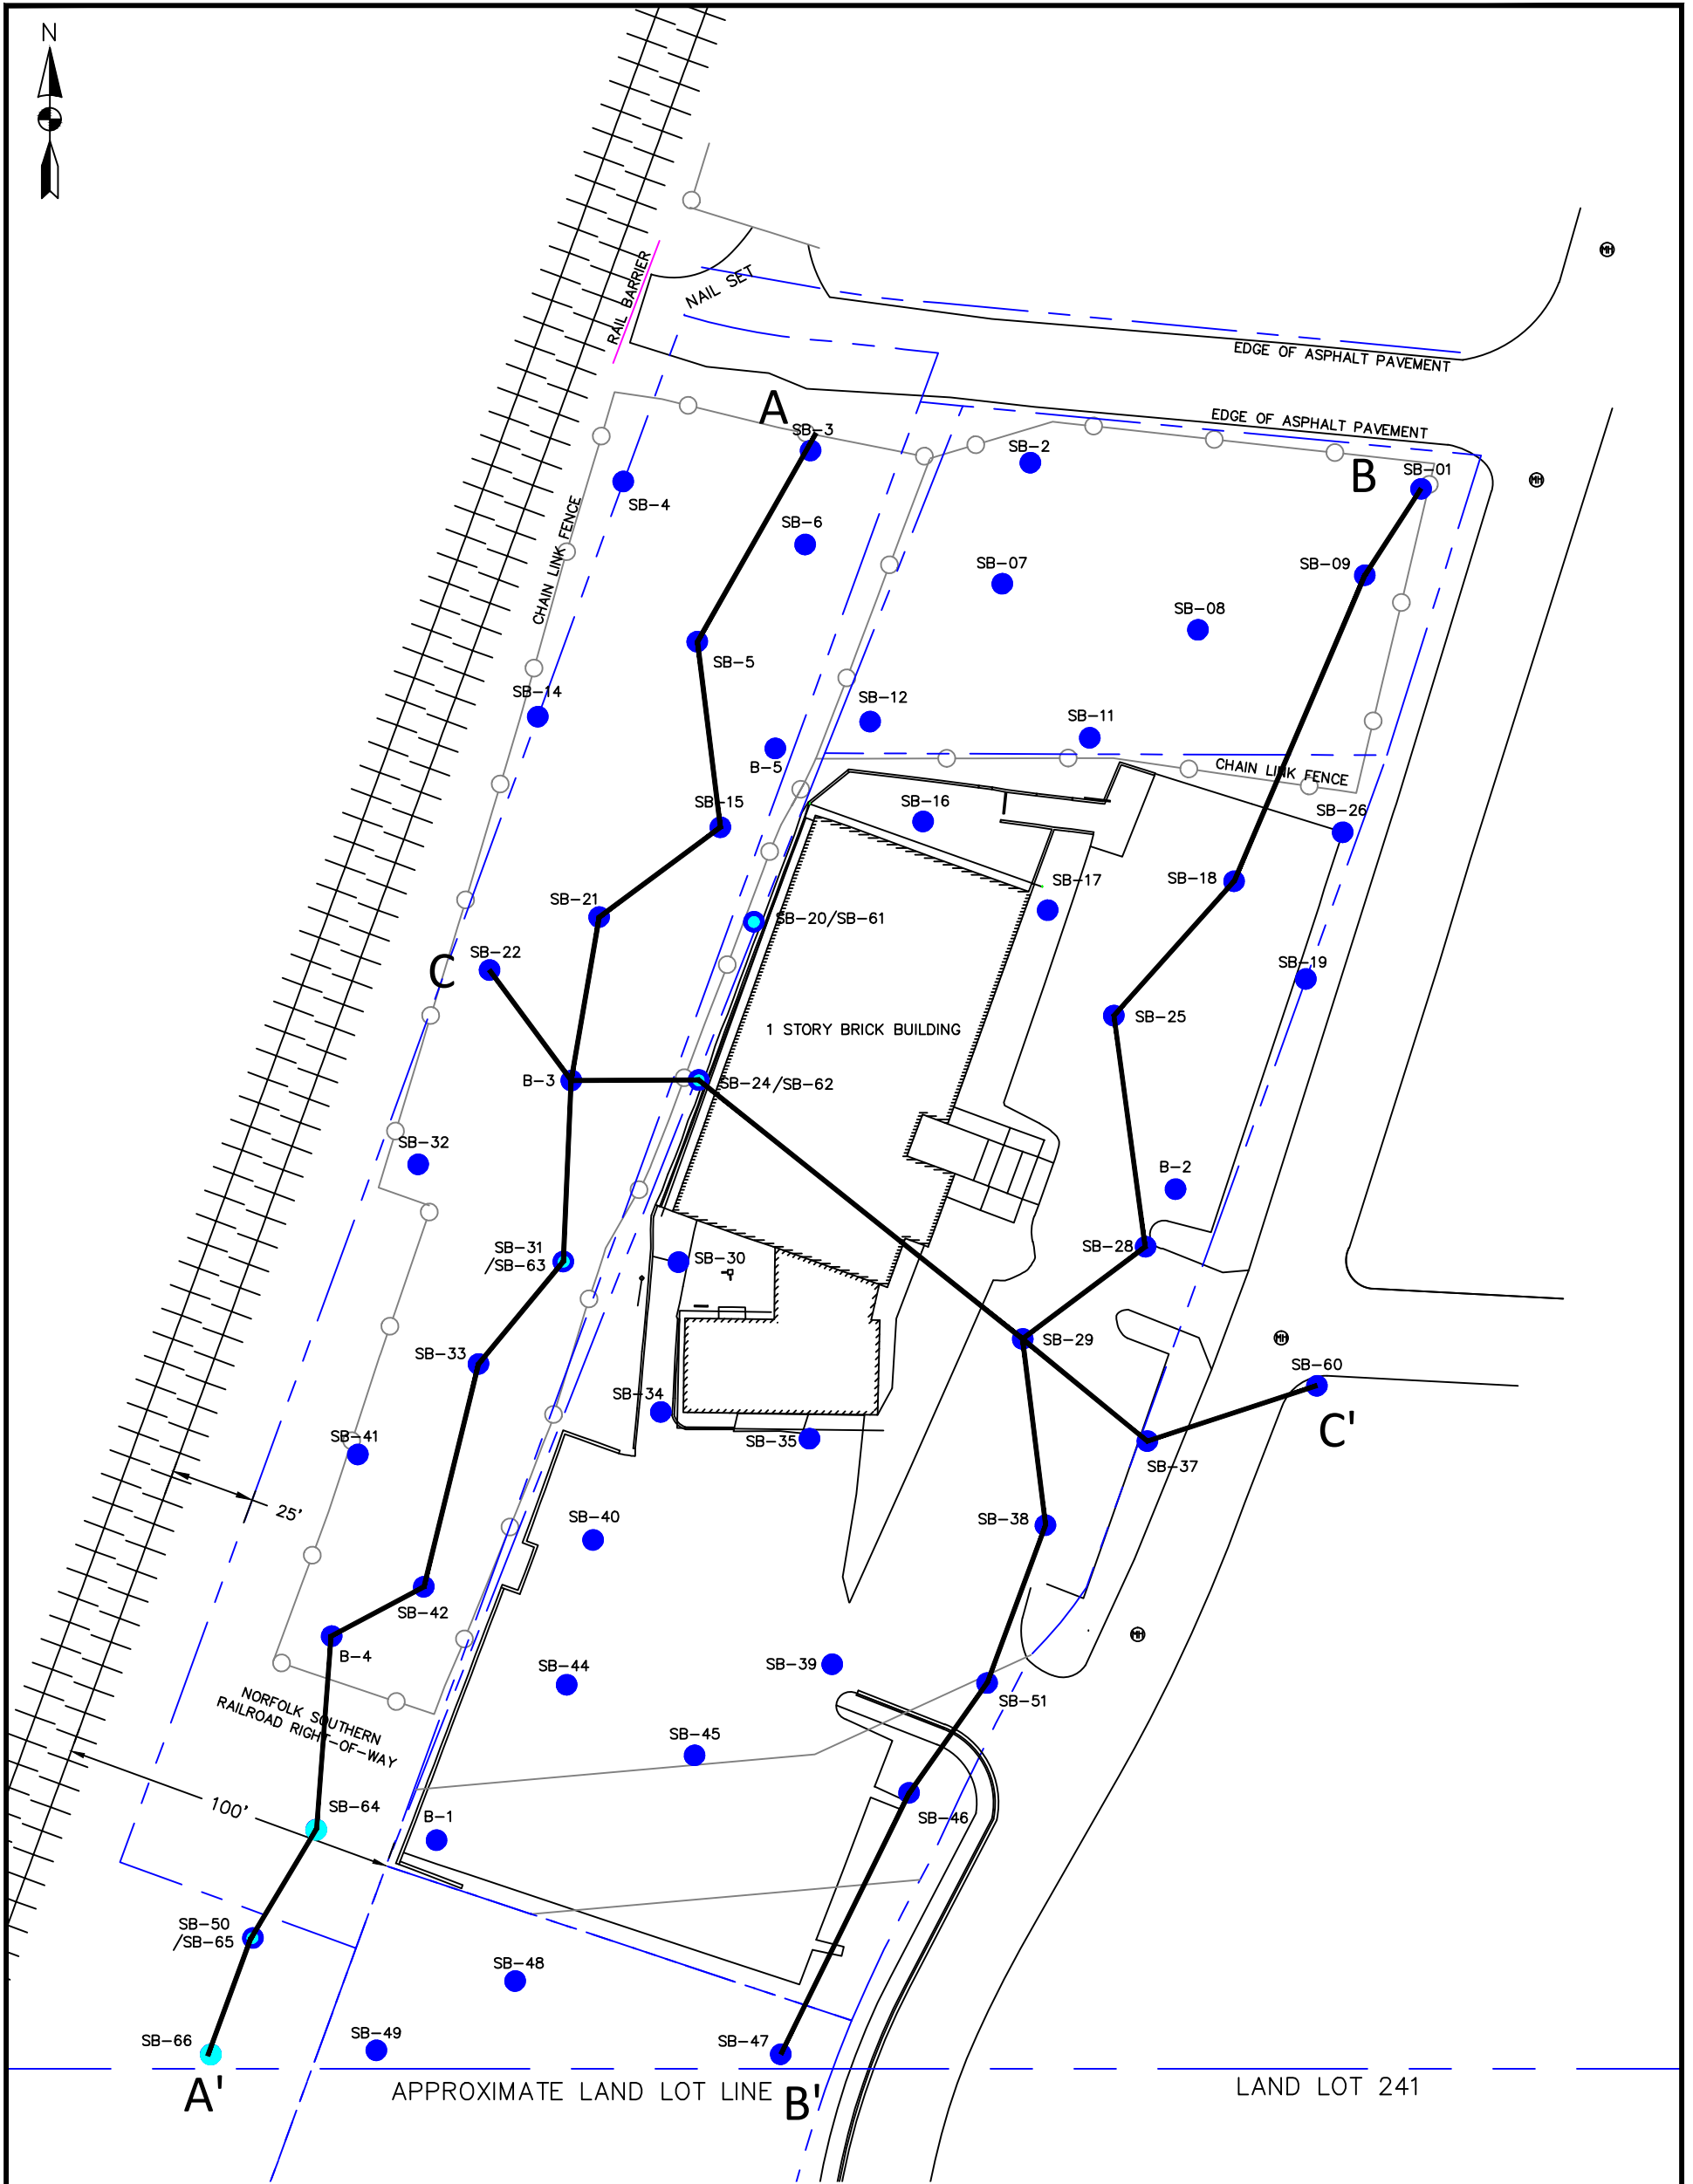 N
RAIL BARRIER
NAIL SET
EDGE OF ASPHALT PAVEMENT
EDGE OF ASPHALT PAVEMENT
A
SB-3
SB-2
B
SB-01
SB-4
CHAIN LINK FENCE
SB-6
SB-07
SB-09
SB-08
SB-5
SB-14
SB-12
SB-11
B-5
CHAIN LINK FENCE
SB-15
SB-16
SB-26
SB-17
SB-18
SB-21
SB-20/SB-61
SB-22
C
SB-19
SB-25
1 STORY BRICK BUILDING
B-3
SB-24/SB-62
SB-32
B-2
SB-31
/SB-63
SB-30
SB-28
SB-29
SB-33
SB-60
SB-34
C'
SB-41
SB-35
SB-37
25'
SB-40
SB-38
SB-42
B-4
SB-44
SB-39
SB-51
NORFOLK SOUTHERN
RAILROAD RIGHT-OF-WAY
SB-45
100'
SB-64
B-1
SB-46
SB-50
/SB-65
SB-48
SB-66
SB-49
SB-47
A'
APPROXIMATE LAND LOT LINE
B'
LAND LOT 241
MH
MH
MH
MH